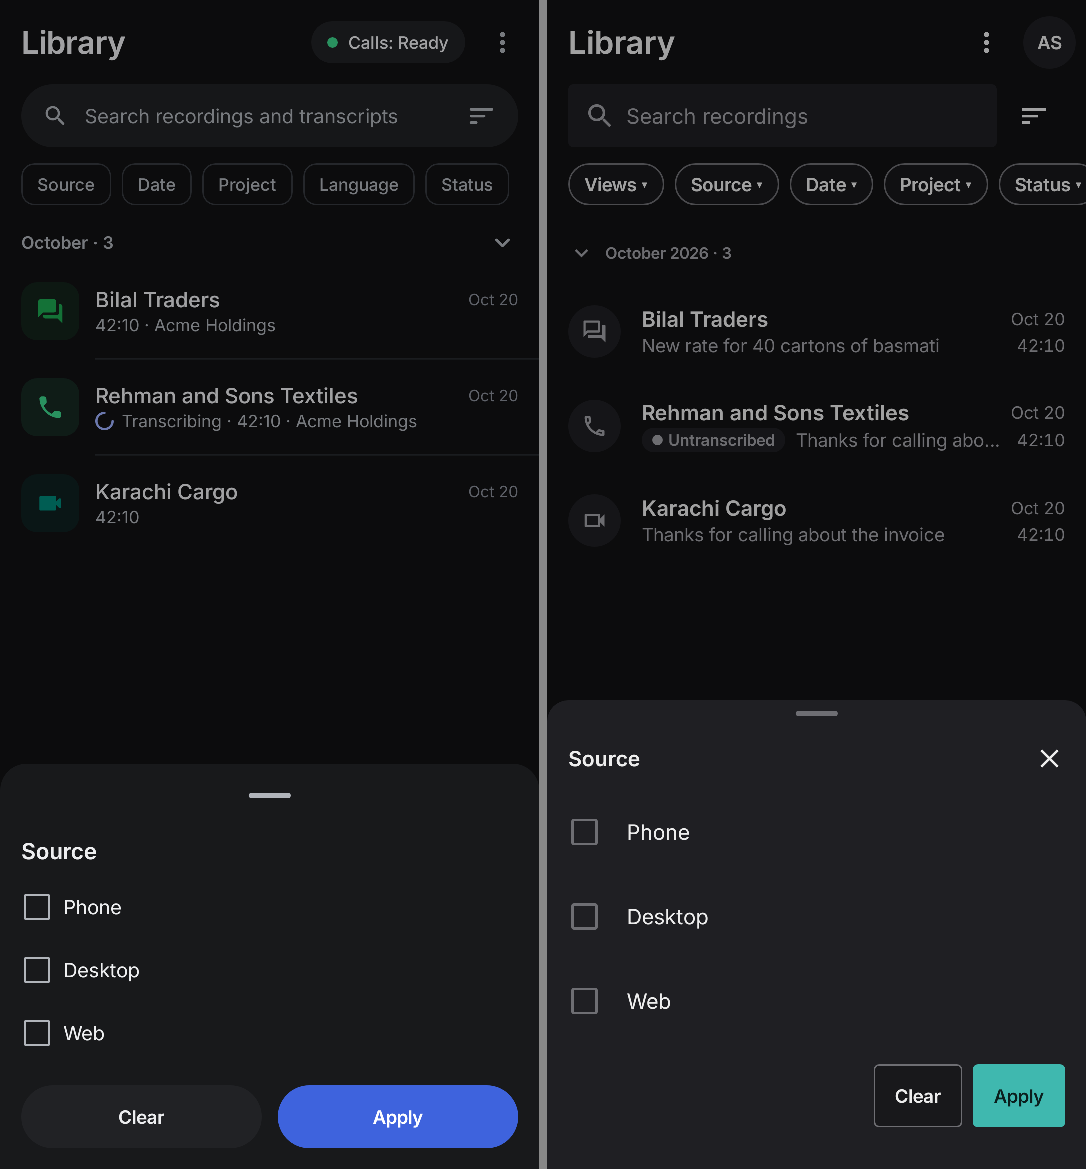 Library
Calls: Ready
Search recordings and transcripts
Source
Date
Project
Language
Status
October · 3
Bilal Traders
Oct 20
42:10 · Acme Holdings
Rehman and Sons Textiles
Oct 20
Transcribing · 42:10 · Acme Holdings
Karachi Cargo
Oct 20
42:10
Source
Phone
Desktop
Web
Clear
Apply
Library
AS
Search recordings
Views ▾
Source ▾
Date ▾
Project ▾
Status ▾
October 2026 · 3
Bilal Traders
Oct 20
New rate for 40 cartons of basmati
42:10
Rehman and Sons Textiles
Oct 20
Untranscribed
Thanks for calling abo...
42:10
Karachi Cargo
Oct 20
Thanks for calling about the invoice
42:10
Source
Phone
Desktop
Web
Clear
Apply